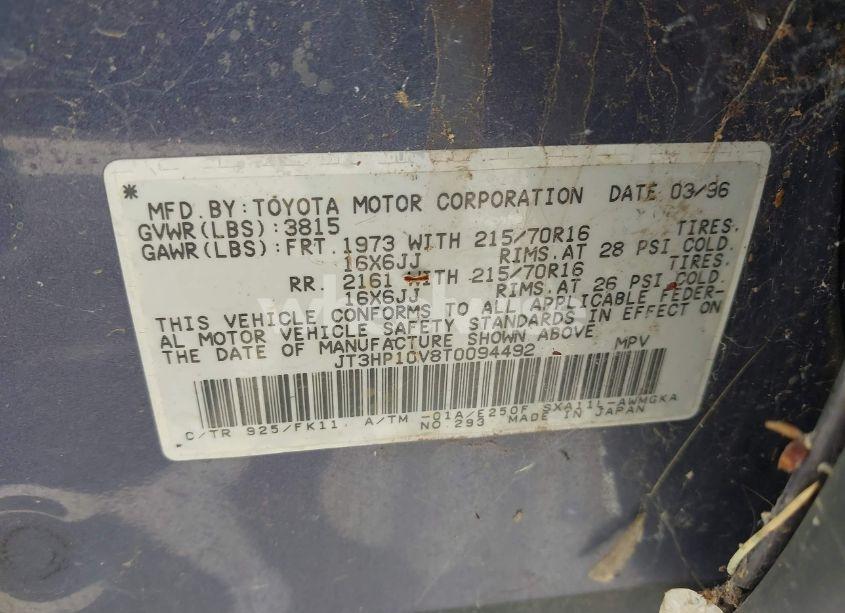 * MFD.BY:TOYOTA MOTOR CORPORATION DATE 03/96
GVWR(LBS):3815
GAWR(LBS):FRT. 1973 WITH 215/70R16 TIRES.
16X6JJ RIMS.AT 28 PSI COLD.
RR. 2161 WITH 215/70R16 TIRES.
16X6JJ RIMS.AT 26 PSI COLD.
THIS VEHICLE CONFORMS TO ALL APPLICABLE FEDER-
AL MOTOR VEHICLE SAFETY STANDARDS IN EFFECT ON
THE DATE OF MANUFACTURE SHOWN ABOVE.
JT3HP10V8T0094492 MPV
C/TR 925/FK11 A/TM -01A/E250F SXA11L-AWMGKA
NO.293 MADE IN JAPAN